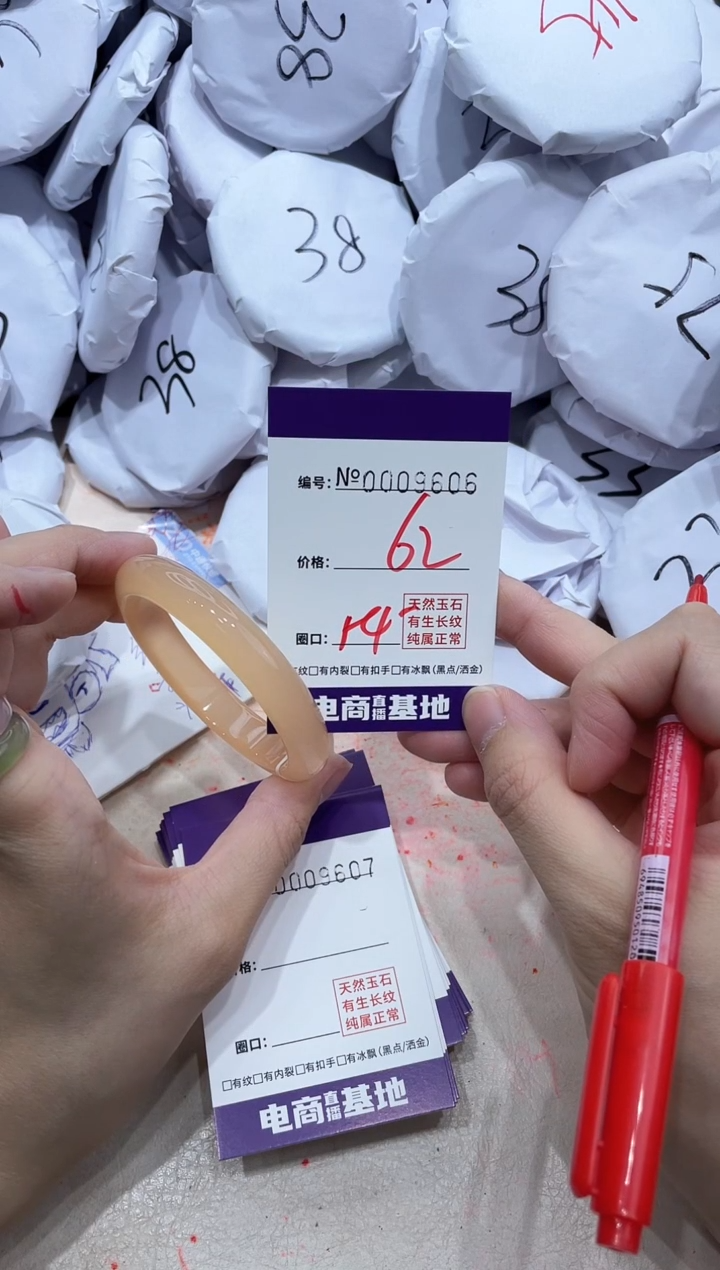 38
38
38
38
编号:№0009606
价格:62
天然玉石
有生长纹
纯属正常
圈口:
纹□有内裂□有扣手□有冰飘(黑点/洒金)
电商直播基地
0009607
格:
天然玉石
有生长纹
纯属正常
圈口:
□有纹□有内裂□有扣手□有冰飘(黑点/洒金)
电商直播基地